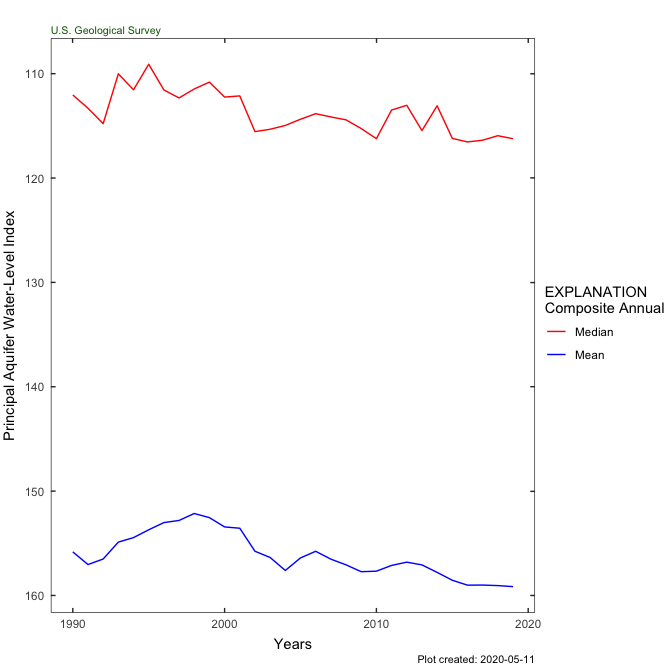 U.S. Geological Survey
Principal Aquifer Water-Level Index
110
120
130
140
150
160
1990
2000
2010
2020
Years
EXPLANATION
Composite Annual
Median
Mean
Plot created: 2020-05-11